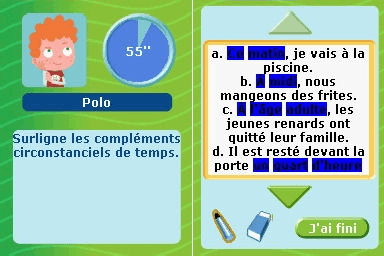 55"
Polo
Surligne les compléments
circonstanciels de temps.
a. Ce matin, je vais à la
piscine.
b. A midi, nous
mangeons des frites.
c. A l'âge adulte, les
jeunes renards ont
quitté leur famille.
d. Il est resté devant la
porte un quart d'heure
J'ai fini